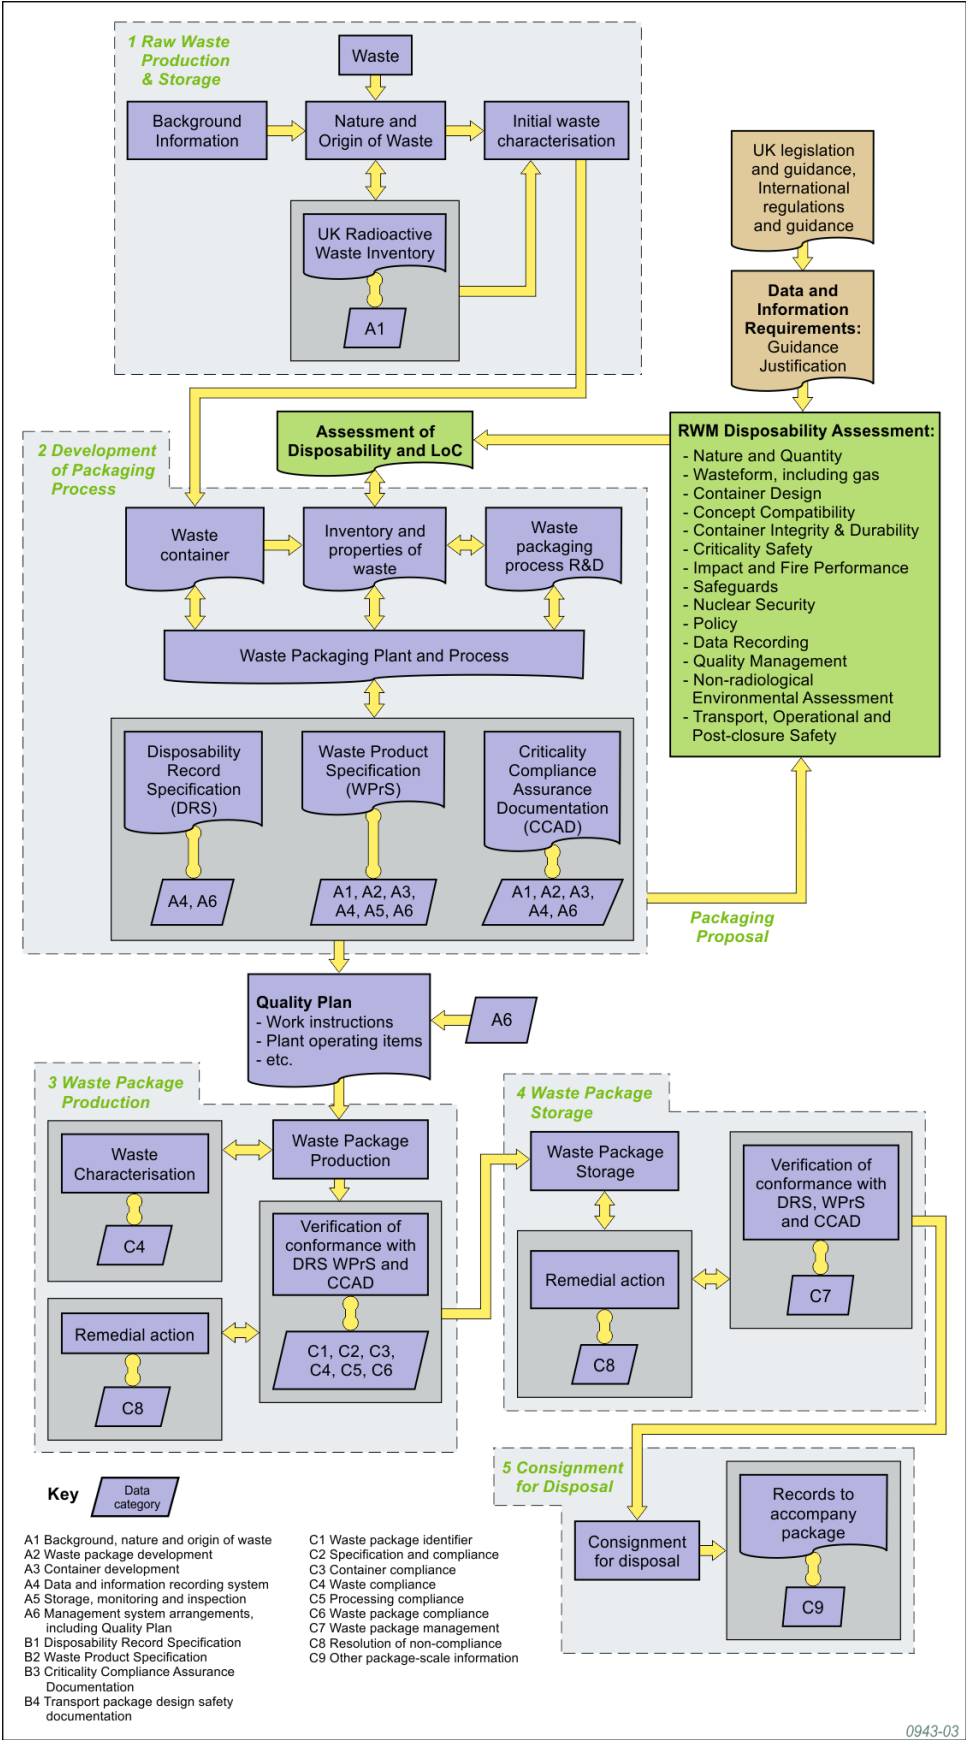 1 Raw Waste
Production
& Storage
Waste
Background
Information
Nature and
Origin of Waste
Initial waste
characterisation
UK Radioactive
Waste Inventory
A1
UK legislation
and guidance,
International
regulations
and guidance
Data and
Information
Requirements:
Guidance
Justification
2 Development
of Packaging
Process
Assessment of
Disposability and LoC
RWM Disposability Assessment:
- Nature and Quantity
- Wasteform, including gas
- Container Design
- Concept Compatibility
- Container Integrity & Durability
- Criticality Safety
- Impact and Fire Performance
- Safeguards
- Nuclear Security
- Policy
- Data Recording
- Quality Management
- Non-radiological
Environmental Assessment
- Transport, Operational and
Post-closure Safety
Waste
container
Inventory and
properties of
waste
Waste
packaging
process R&D
Waste Packaging Plant and Process
Disposability
Record
Specification
(DRS)
Waste Product
Specification
(WPrS)
Criticality
Compliance
Assurance
Documentation
(CCAD)
A4, A6
A1, A2, A3,
A4, A5, A6
A1, A2, A3,
A4, A6
Packaging
Proposal
Quality Plan
- Work instructions
- Plant operating items
- etc.
A6
3 Waste Package
Production
Waste
Characterisation
C4
Waste Package
Production
Verification of
conformance with
DRS WPrS and
CCAD
Remedial action
C8
C1, C2, C3,
C4, C5, C6
4 Waste Package
Storage
Waste Package
Storage
Verification of
conformance with
DRS, WPrS
and CCAD
Remedial action
C7
C8
5 Consignment
for Disposal
Consignment
for disposal
Records to
accompany
package
C9
Key
Data
category
A1 Background, nature and origin of waste
A2 Waste package development
A3 Container development
A4 Data and information recording system
A5 Storage, monitoring and inspection
A6 Management system arrangements,
including Quality Plan
B1 Disposability Record Specification
B2 Waste Product Specification
B3 Criticality Compliance Assurance
Documentation
B4 Transport package design safety
documentation
C1 Waste package identifier
C2 Specification and compliance
C3 Container compliance
C4 Waste compliance
C5 Processing compliance
C6 Waste package compliance
C7 Waste package management
C8 Resolution of non-compliance
C9 Other package-scale information
0943-03